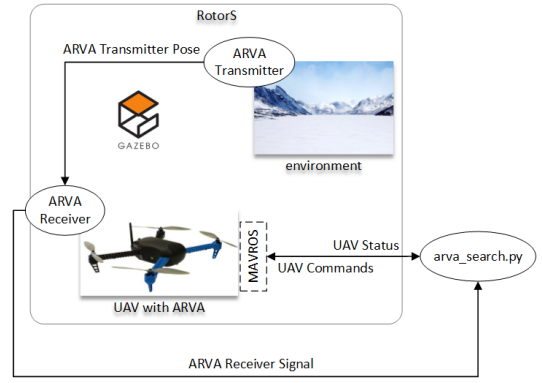 RotorS
ARVA Transmitter Pose
ARVA
Transmitter
GAZEBO
environment
ARVA
Receiver
MAVROS
UAV Status
UAV Commands
arva_search.py
UAV with ARVA
ARVA Receiver Signal